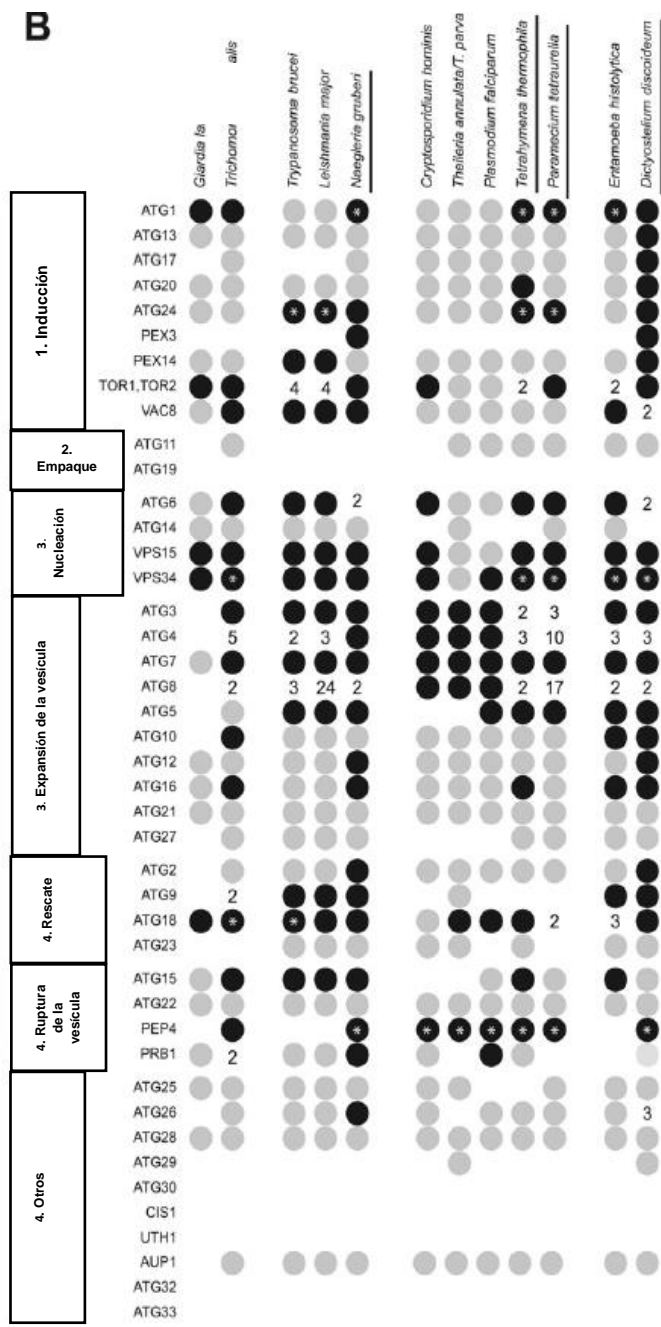 B
Giardia la
Trichomor alis
Trypanosoma brucei
Leishmania major
Naegleria gruberi
Cryptosporidium hominis
Theileria annulata/T. parva
Plasmodium falciparum
Tetrahymena thermophila
Paramecium tetraurelia
Entamoeba histolytica
Dictyostelium discoideum
1. Inducción
ATG1 * * * *
ATG13
ATG17
ATG20
ATG24 * * * *
PEX3
PEX14
TOR1,TOR2 4 4 2 2
VAC8 2
2.
Empaque
ATG11
ATG19
3.
Nucleación
ATG6 2 2
ATG14
VPS15
VPS34 * * * * *
3. Expansión de la vesícula
ATG3 2 3
ATG4 5 2 3 3 10 3 3
ATG7
ATG8 2 3 24 2 2 17 2 2
ATG5
ATG10
ATG12
ATG16
ATG21
ATG27
4. Rescate
ATG2
ATG9 2
ATG18 * * 2 3
ATG23
4. Ruptura
de la
vesícula
ATG15
ATG22
PEP4 * * * * * * *
PRB1 2
4. Otros
ATG25
ATG26 3
ATG28
ATG29
ATG30
CIS1
UTH1
AUP1
ATG32
ATG33